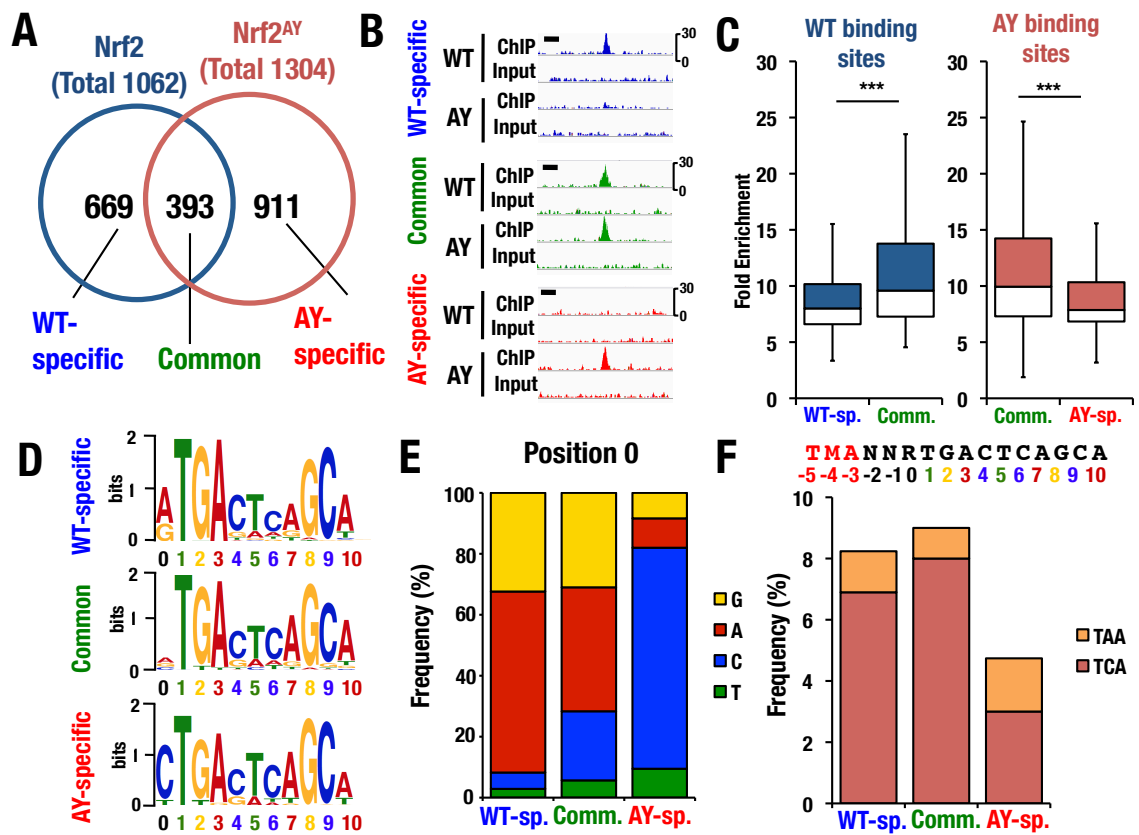 A
Nrf2
(Total 1062)
Nrf2AY
(Total 1304)
669
393
911
WT-
specific
Common
AY-
specific
B
WT-specific
WT
ChIP
Input
30
0
AY
ChIP
Input
Common
WT
ChIP
Input
30
0
AY
ChIP
Input
AY-specific
WT
ChIP
Input
30
0
AY
ChIP
Input
C
WT binding
sites
AY binding
sites
Fold Enrichment
30
25
20
15
10
5
0
***
WT-sp.
Comm.
30
25
20
15
10
5
0
***
Comm.
AY-sp.
D
WT-specific
bits
2
1
0
0 1 2 3 4 5 6 7 8 9 10
Common
bits
2
1
0
0 1 2 3 4 5 6 7 8 9 10
AY-specific
bits
2
1
0
0 1 2 3 4 5 6 7 8 9 10
E
Position 0
Frequency (%)
100
80
60
40
20
0
WT-sp.
Comm.
AY-sp.
G
A
C
T
F
T M A N N R T G A C T C A G C A
-5 -4 -3 -2 -1 0 1 2 3 4 5 6 7 8 9 10
Frequency (%)
10
8
6
4
2
0
WT-sp.
Comm.
AY-sp.
TAA
TCA